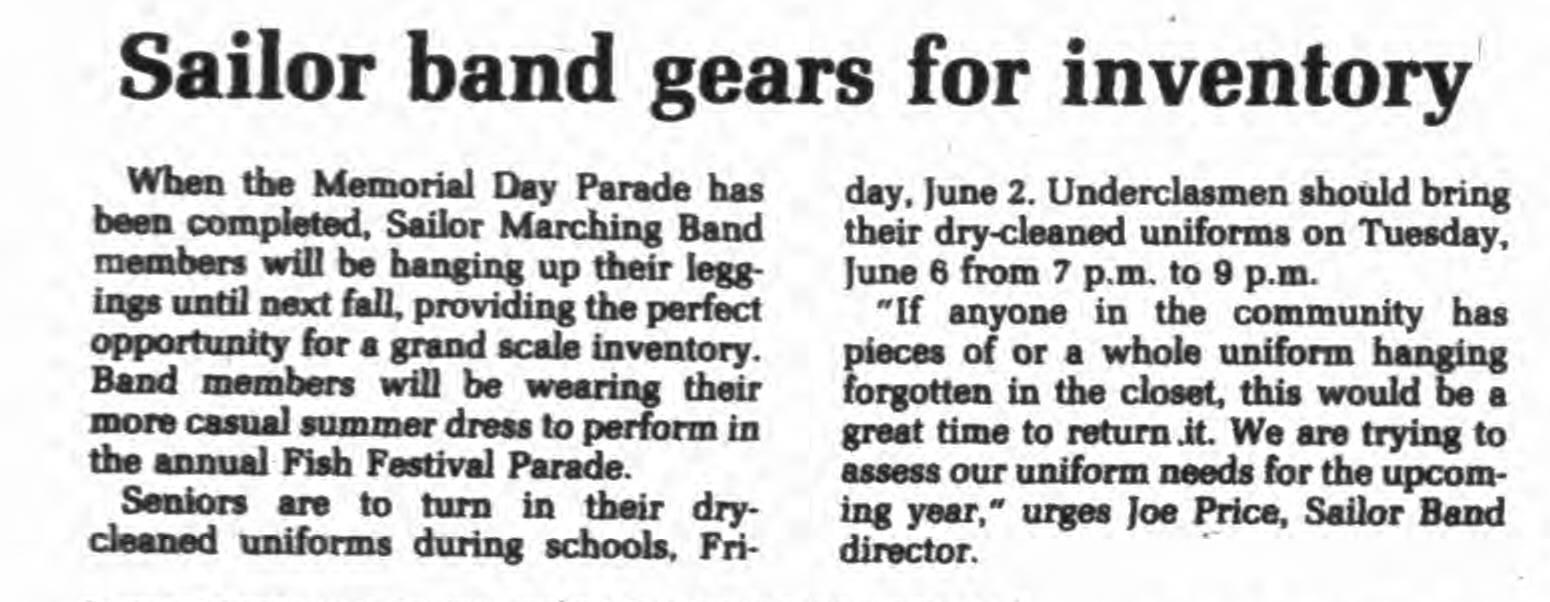 Sailor band gears for inventory
When the Memorial Day Parade has
been completed, Sailor Marching Band
members will be hanging up their legg-
ings until next fall, providing the perfect
opportunity for a grand scale inventory.
Band members will be wearing their
more casual summer dress to perform in
the annual Fish Festival Parade.
Seniors are to turn in their dry-
cleaned uniforms during schools, Fri-
day, June 2. Underclasmen should bring
their dry-cleaned uniforms on Tuesday,
June 6 from 7 p.m. to 9 p.m.
"If anyone in the community has
pieces of or a whole uniform hanging
forgotten in the closet, this would be a
great time to return it. We are trying to
assess our uniform needs for the upcom-
ing year," urges Joe Price, Sailor Band
director.